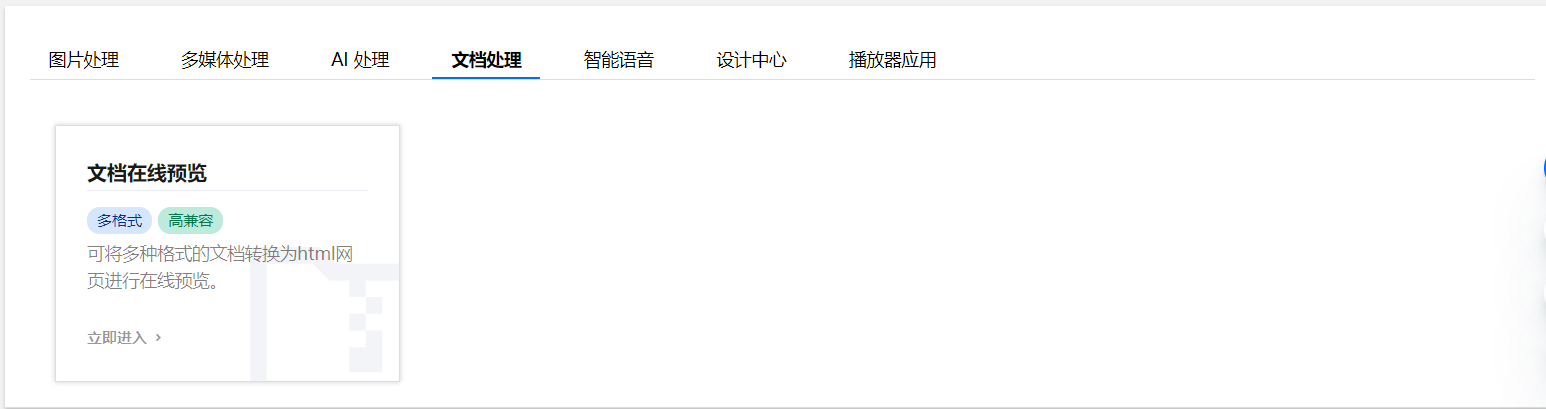 图片处理 多媒体处理 AI 处理 文档处理 智能语音 设计中心 播放器应用
文档在线预览
多格式 高兼容
可将多种格式的文档转换为html网
页进行在线预览。
立即进入 ›